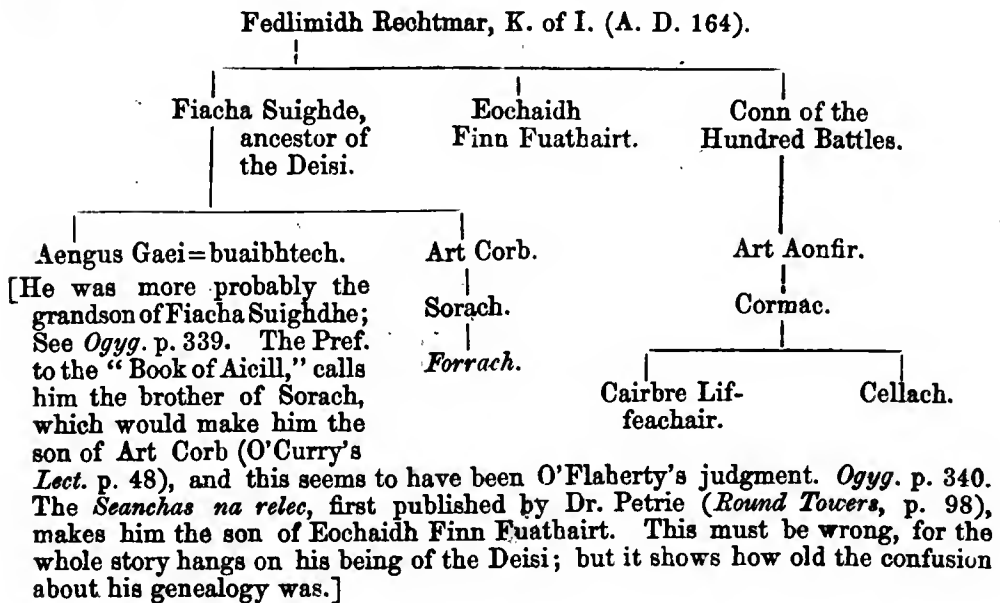 Fedlimidh Rechtmar, K. of I. (A. D. 164).
Fiacha Suighde,
ancestor of
the Deisi.
Eochaidh
Finn Fuathairt.
Conn of the
Hundred Battles.
Aengus Gaei=buaibhtech.
[He was more probably the
grandson of Fiacha Suighdhe;
See Ogyg. p. 339. The Pref.
to the “Book of Aicill,” calls
him the brother of Sorach,
which would make him the
son of Art Corb (O'Curry's
Art Corb.
Sorach.
Forrach.
Art Aonfir.
Cormac.
Cairbre Lif-
feachair.
Cellach.
Lect. p. 48), and this seems to have been O'Flaherty's judgment. Ogyg. p. 340.
The Seanchas na relec, first published by Dr. Petrie (Round Towers, p. 98),
makes him the son of Eochaidh Finn Fuathairt. This must be wrong, for the
whole story hangs on his being of the Deisi; but it shows how old the confusion
about his genealogy was.]